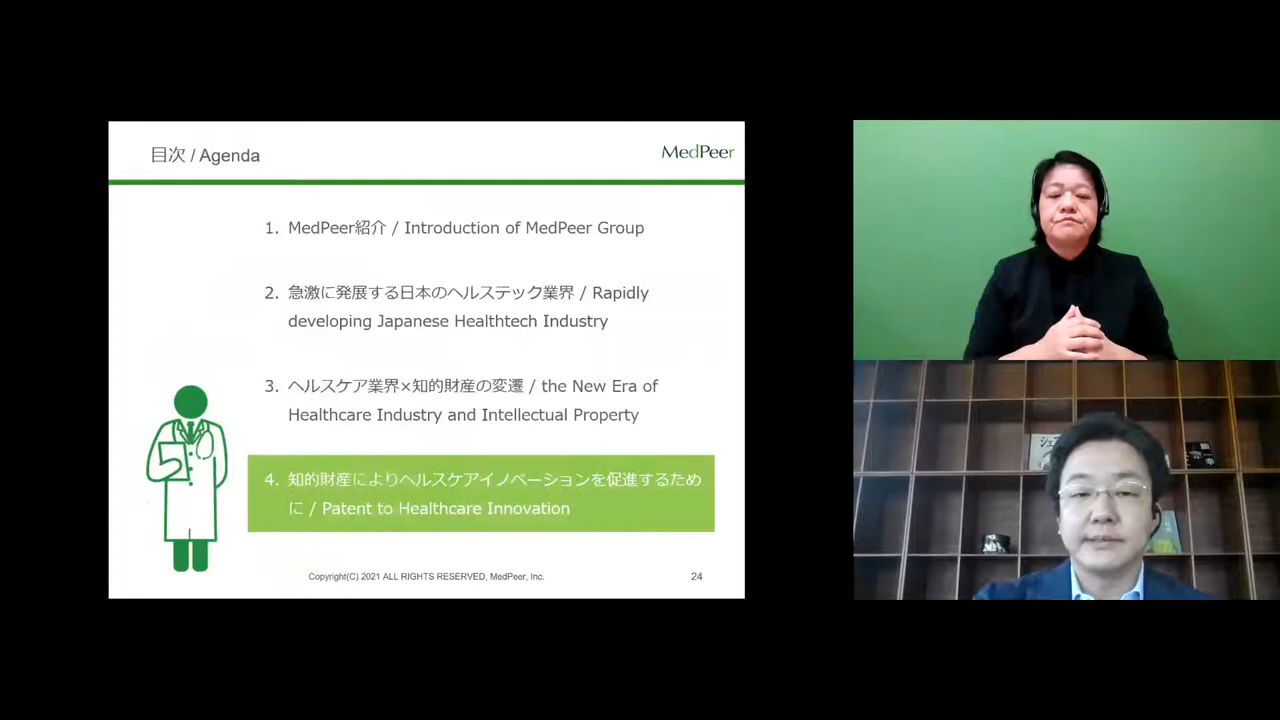 目次 / Agenda
MedPeer
1. MedPeer紹介 / Introduction of MedPeer Group
2. 急激に発展する日本のヘルステック業界 / Rapidly
developing Japanese Healthtech Industry
3. ヘルスケア業界×知的財産の変遷 / the New Era of
Healthcare Industry and Intellectual Property
4. 知的財産によりヘルスケアイノベーションを促進するため
に / Patent to Healthcare Innovation
Copyright(C) 2021 ALL RIGHTS RESERVED, MedPeer, Inc.
24